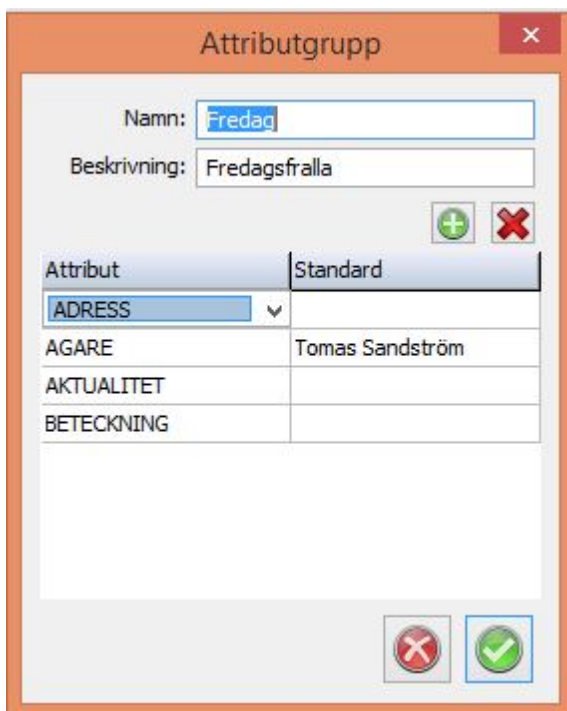 Attributgrupp
Namn: Fredag
Beskrivning: Fredagsfralla
Attribut Standard
ADRESS
AGARE Tomas Sandström
AKTUALITET
BETECKNING